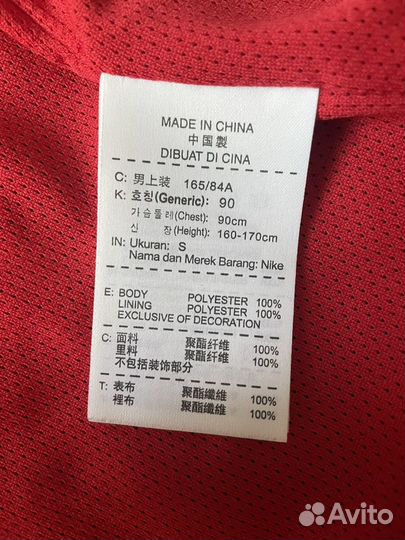 MADE IN CHINA
中国製
DIBUAT DI CINA
C: 男上装 165/84A
K: 호칭(Generic): 90
가슴둘레(Chest): 90cm
신 장(Height): 160-170cm
IN: Ukuran: S
Nama dan Merek Barang: Nike
E: BODY POLYESTER 100%
LINING POLYESTER 100%
EXCLUSIVE OF DECORATION
C: 面料 聚酯纤维 100%
里料 聚酯纤维 100%
不包括装饰部分
T: 表布 聚酯纖維 100%
裡布 聚酯纖維 100%
Avito